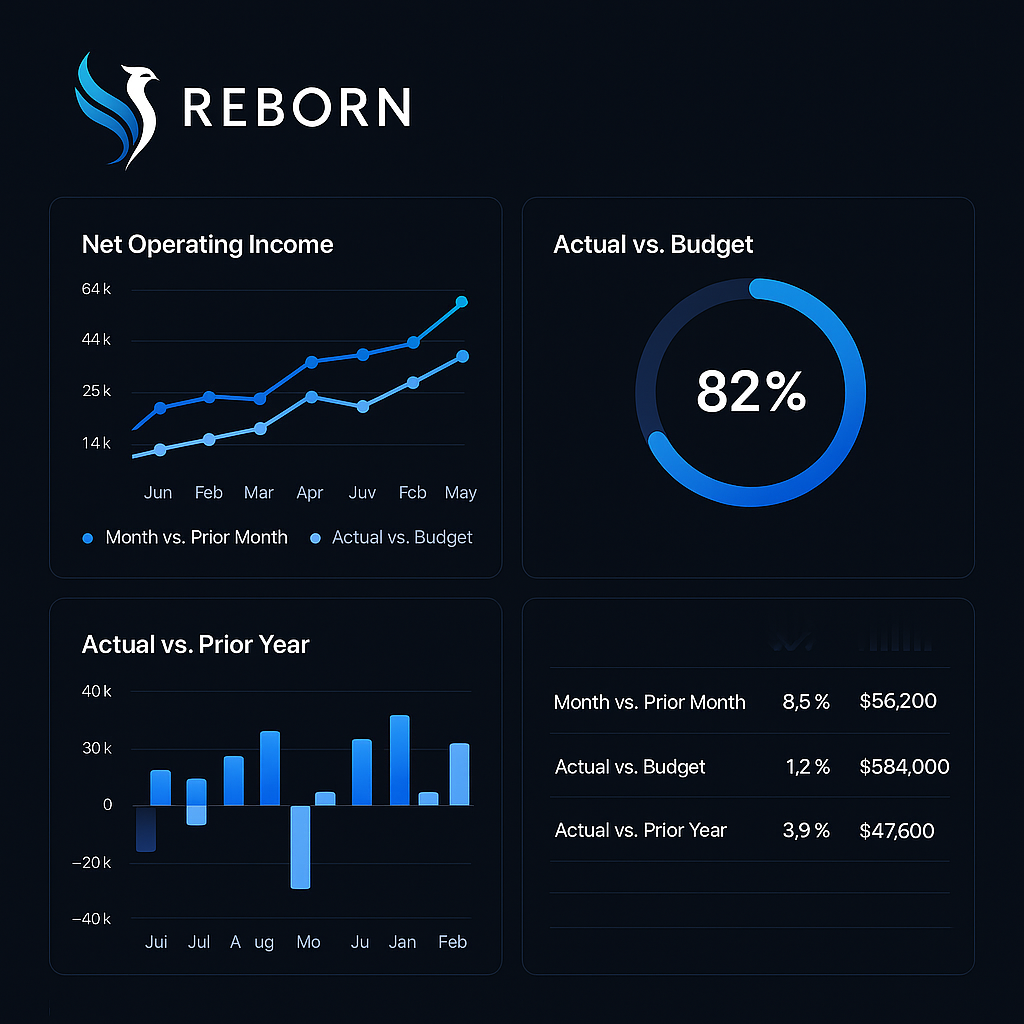 REBORN
Net Operating Income
64 k
44 k
25 k
14 k
Jun Feb Mar Apr Juv Fcb May
Month vs. Prior Month Actual vs. Budget
Actual vs. Budget
82%
Actual vs. Prior Year
40 k
30 k
0
−20 k
−40 k
Jui Jul A ug Mo Ju Jan Feb
Month vs. Prior Month 8,5 % $56,200
Actual vs. Budget 1,2 % $584,000
Actual vs. Prior Year 3,9 % $47,600